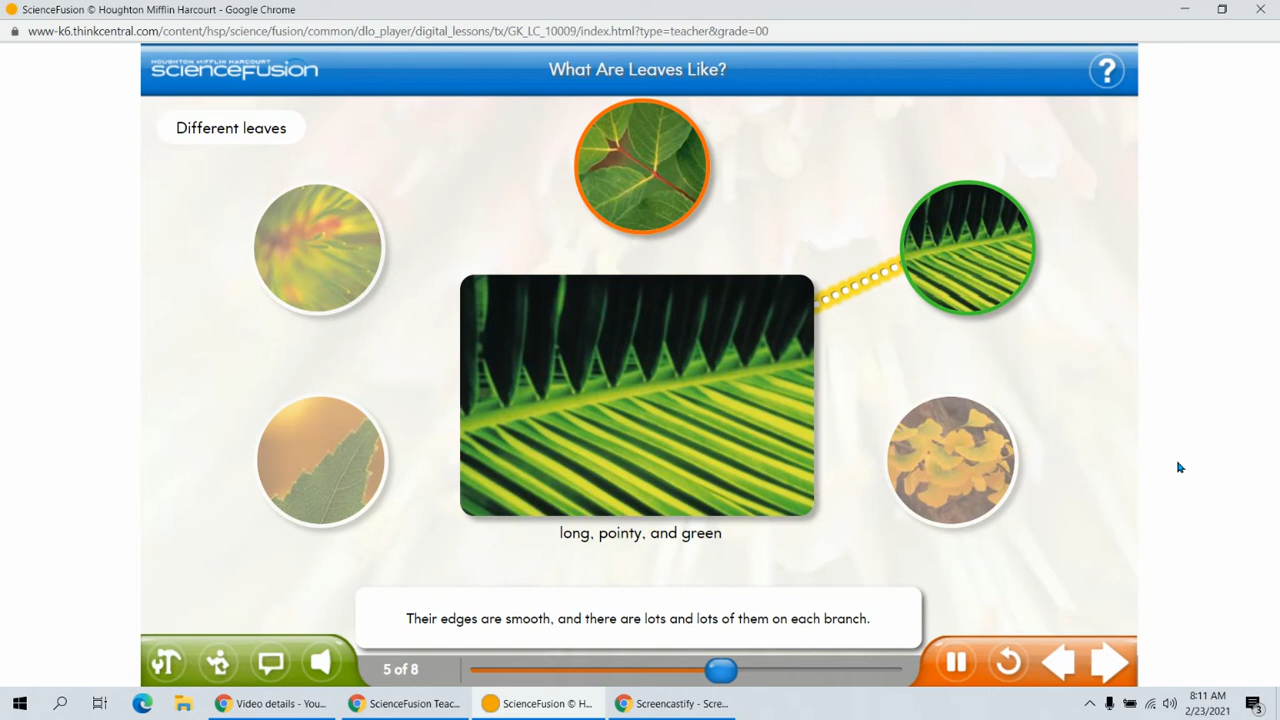 ScienceFusion © Houghton Mifflin Harcourt - Google Chrome
www-k6.thinkcentral.com/content/hsp/science/fusion/common/dlo_player/digital_lessons/tx/GK_LC_10009/index.html?type=teacher&grade=00
HOUGHTON MIFFLIN HARCOURT
SCIENCEFUSION
What Are Leaves Like?
?
Different leaves
long, pointy, and green
Their edges are smooth, and there are lots and lots of them on each branch.
5 of 8
Video details - You...
ScienceFusion Teac...
ScienceFusion © H...
Screencastify - Scre...
8:11 AM
2/23/2021
3